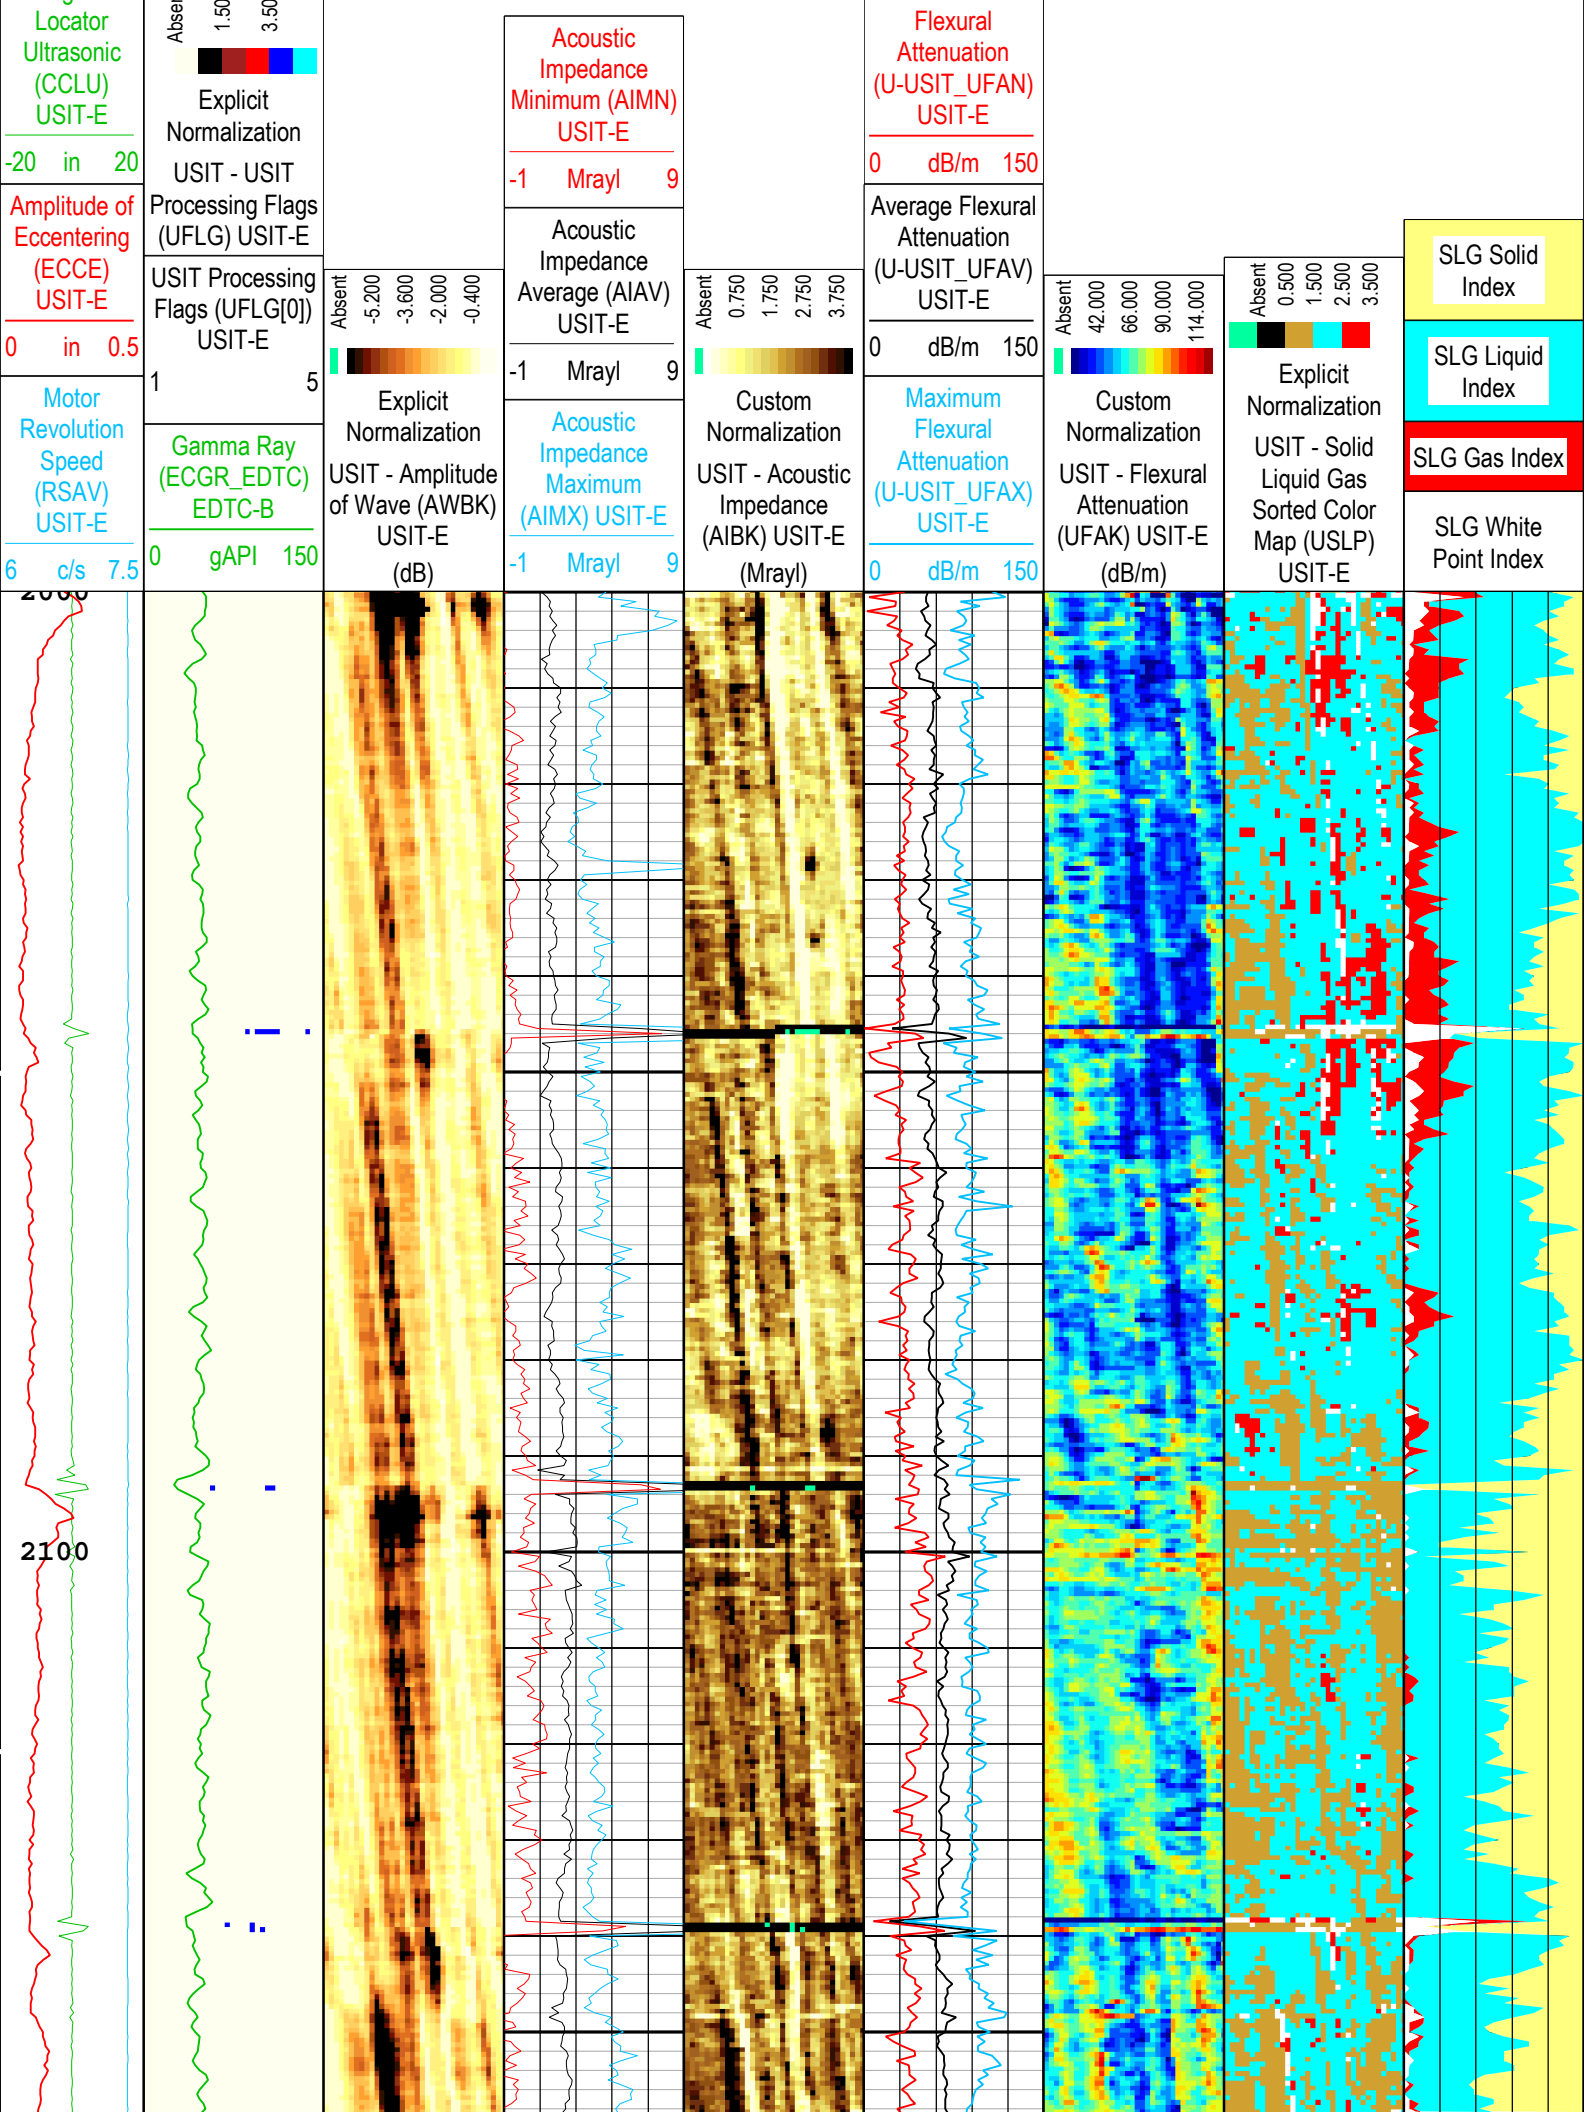 Locator
Ultrasonic
(CCLU)
USIT-E
-20 in 20
Amplitude of
Eccentering
(ECCE)
USIT-E
0 in 0.5
Motor
Revolution
Speed
(RSAV)
USIT-E
6 c/s 7.5
1.50
3.50
Explicit
Normalization
USIT - USIT
Processing Flags
(UFLG) USIT-E
USIT Processing
Flags (UFLG[0])
USIT-E
1 5
Gamma Ray
(ECGR_EDTC)
EDTC-B
0 gAPI 150
Absent
-5.200
-3.600
-2.000
-0.400
Explicit
Normalization
USIT - Amplitude
of Wave (AWBK)
USIT-E
(dB)
Acoustic
Impedance
Minimum (AIMN)
USIT-E
-1 Mrayl 9
Acoustic
Impedance
Average (AIAV)
USIT-E
-1 Mrayl 9
Acoustic
Impedance
Maximum
(AIMX) USIT-E
-1 Mrayl 9
Absent
0.750
1.750
2.750
3.750
Custom
Normalization
USIT - Acoustic
Impedance
(AIBK) USIT-E
(Mrayl)
Flexural
Attenuation
(U-USIT_UFAN)
USIT-E
0 dB/m 150
Average Flexural
Attenuation
(U-USIT_UFAV)
USIT-E
0 dB/m 150
Maximum
Flexural
Attenuation
(U-USIT_UFAX)
USIT-E
0 dB/m 150
Absent
42.000
66.000
90.000
114.000
Custom
Normalization
USIT - Flexural
Attenuation
(UFAK) USIT-E
(dB/m)
Absent
0.500
1.500
2.500
3.500
Explicit
Normalization
USIT - Solid
Liquid Gas
Sorted Color
Map (USLP)
USIT-E
SLG Solid
Index
SLG Liquid
Index
SLG Gas Index
SLG White
Point Index
2000
2100